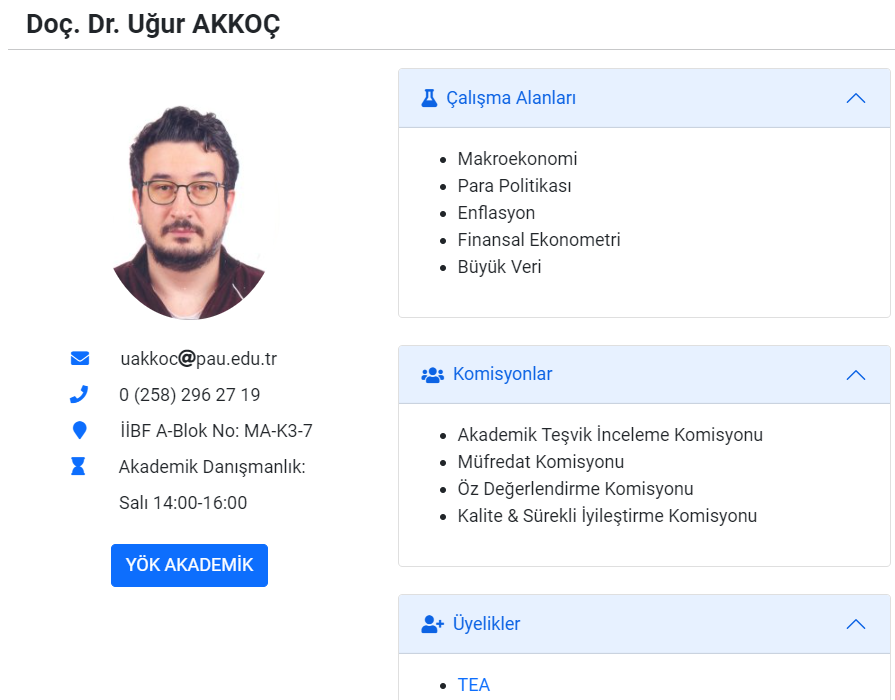 Doç. Dr. Uğur AKKOÇ
uakkoc@pau.edu.tr
0 (258) 296 27 19
İİBF A-Blok No: MA-K3-7
Akademik Danışmanlık:
Salı 14:00-16:00
YÖK AKADEMİK
Çalışma Alanları
Makroekonomi
Para Politikası
Enflasyon
Finansal Ekonometri
Büyük Veri
Komisyonlar
Akademik Teşvik İnceleme Komisyonu
Müfredat Komisyonu
Öz Değerlendirme Komisyonu
Kalite & Sürekli İyileştirme Komisyonu
Üyelikler
TEA